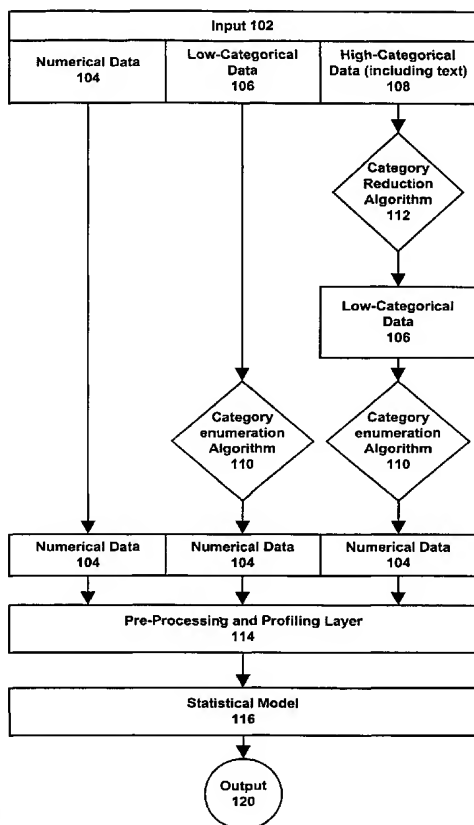 Input 102
Numerical Data
104
Low-Categorical
Data
106
High-Categorical
Data (including text)
108
Category
Reduction
Algorithm
112
Low-Categorical
Data
106
Category
enumeration
Algorithm
110
Category
enumeration
Algorithm
110
Numerical Data
104
Numerical Data
104
Numerical Data
104
Pre-Processing and Profiling Layer
114
Statistical Model
116
Output
120